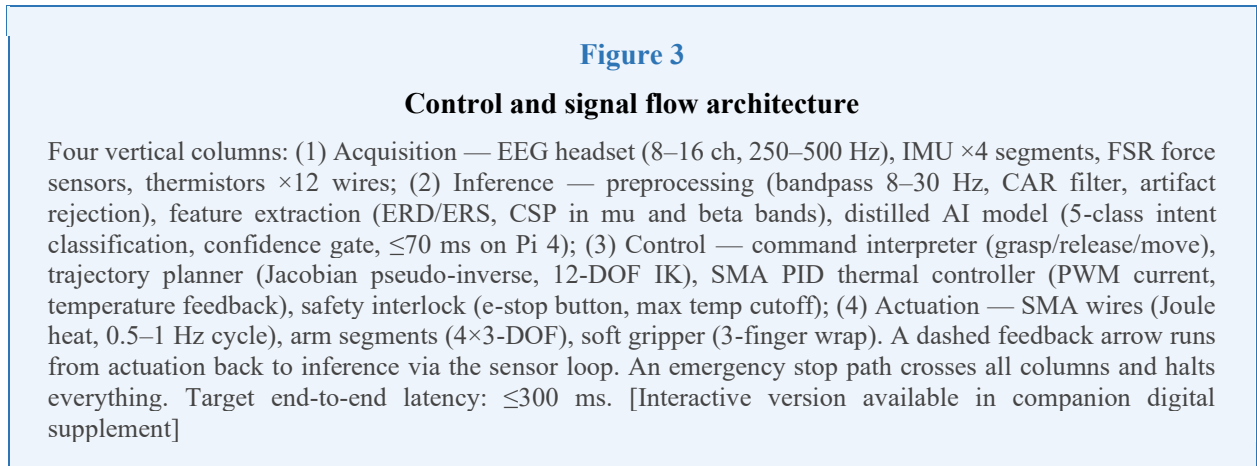 Figure 3
Control and signal flow architecture
Four vertical columns: (1) Acquisition — EEG headset (8–16 ch, 250–500 Hz), IMU ×4 segments, FSR force
sensors, thermistors ×12 wires; (2) Inference — preprocessing (bandpass 8–30 Hz, CAR filter, artifact
rejection), feature extraction (ERD/ERS, CSP in mu and beta bands), distilled AI model (5-class intent
classification, confidence gate, ≤70 ms on Pi 4); (3) Control — command interpreter (grasp/release/move),
trajectory planner (Jacobian pseudo-inverse, 12-DOF IK), SMA PID thermal controller (PWM current,
temperature feedback), safety interlock (e-stop button, max temp cutoff); (4) Actuation — SMA wires (Joule
heat, 0.5–1 Hz cycle), arm segments (4×3-DOF), soft gripper (3-finger wrap). A dashed feedback arrow runs
from actuation back to inference via the sensor loop. An emergency stop path crosses all columns and halts
everything. Target end-to-end latency: ≤300 ms. [Interactive version available in companion digital
supplement]